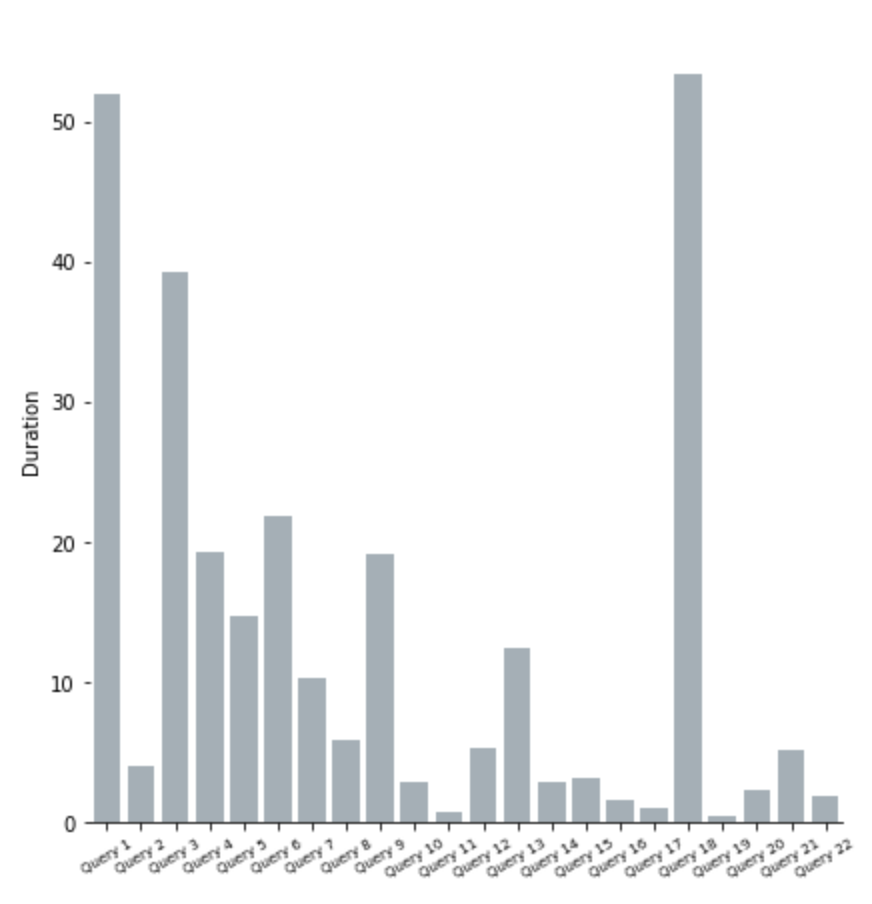 Duration
50
40
30
20
10
0
Query 1
Query 2
Query 3
Query 4
Query 5
Query 6
Query 7
Query 8
Query 9
Query 10
Query 11
Query 12
Query 13
Query 14
Query 15
Query 16
Query 17
Query 18
Query 19
Query 20
Query 21
Query 22